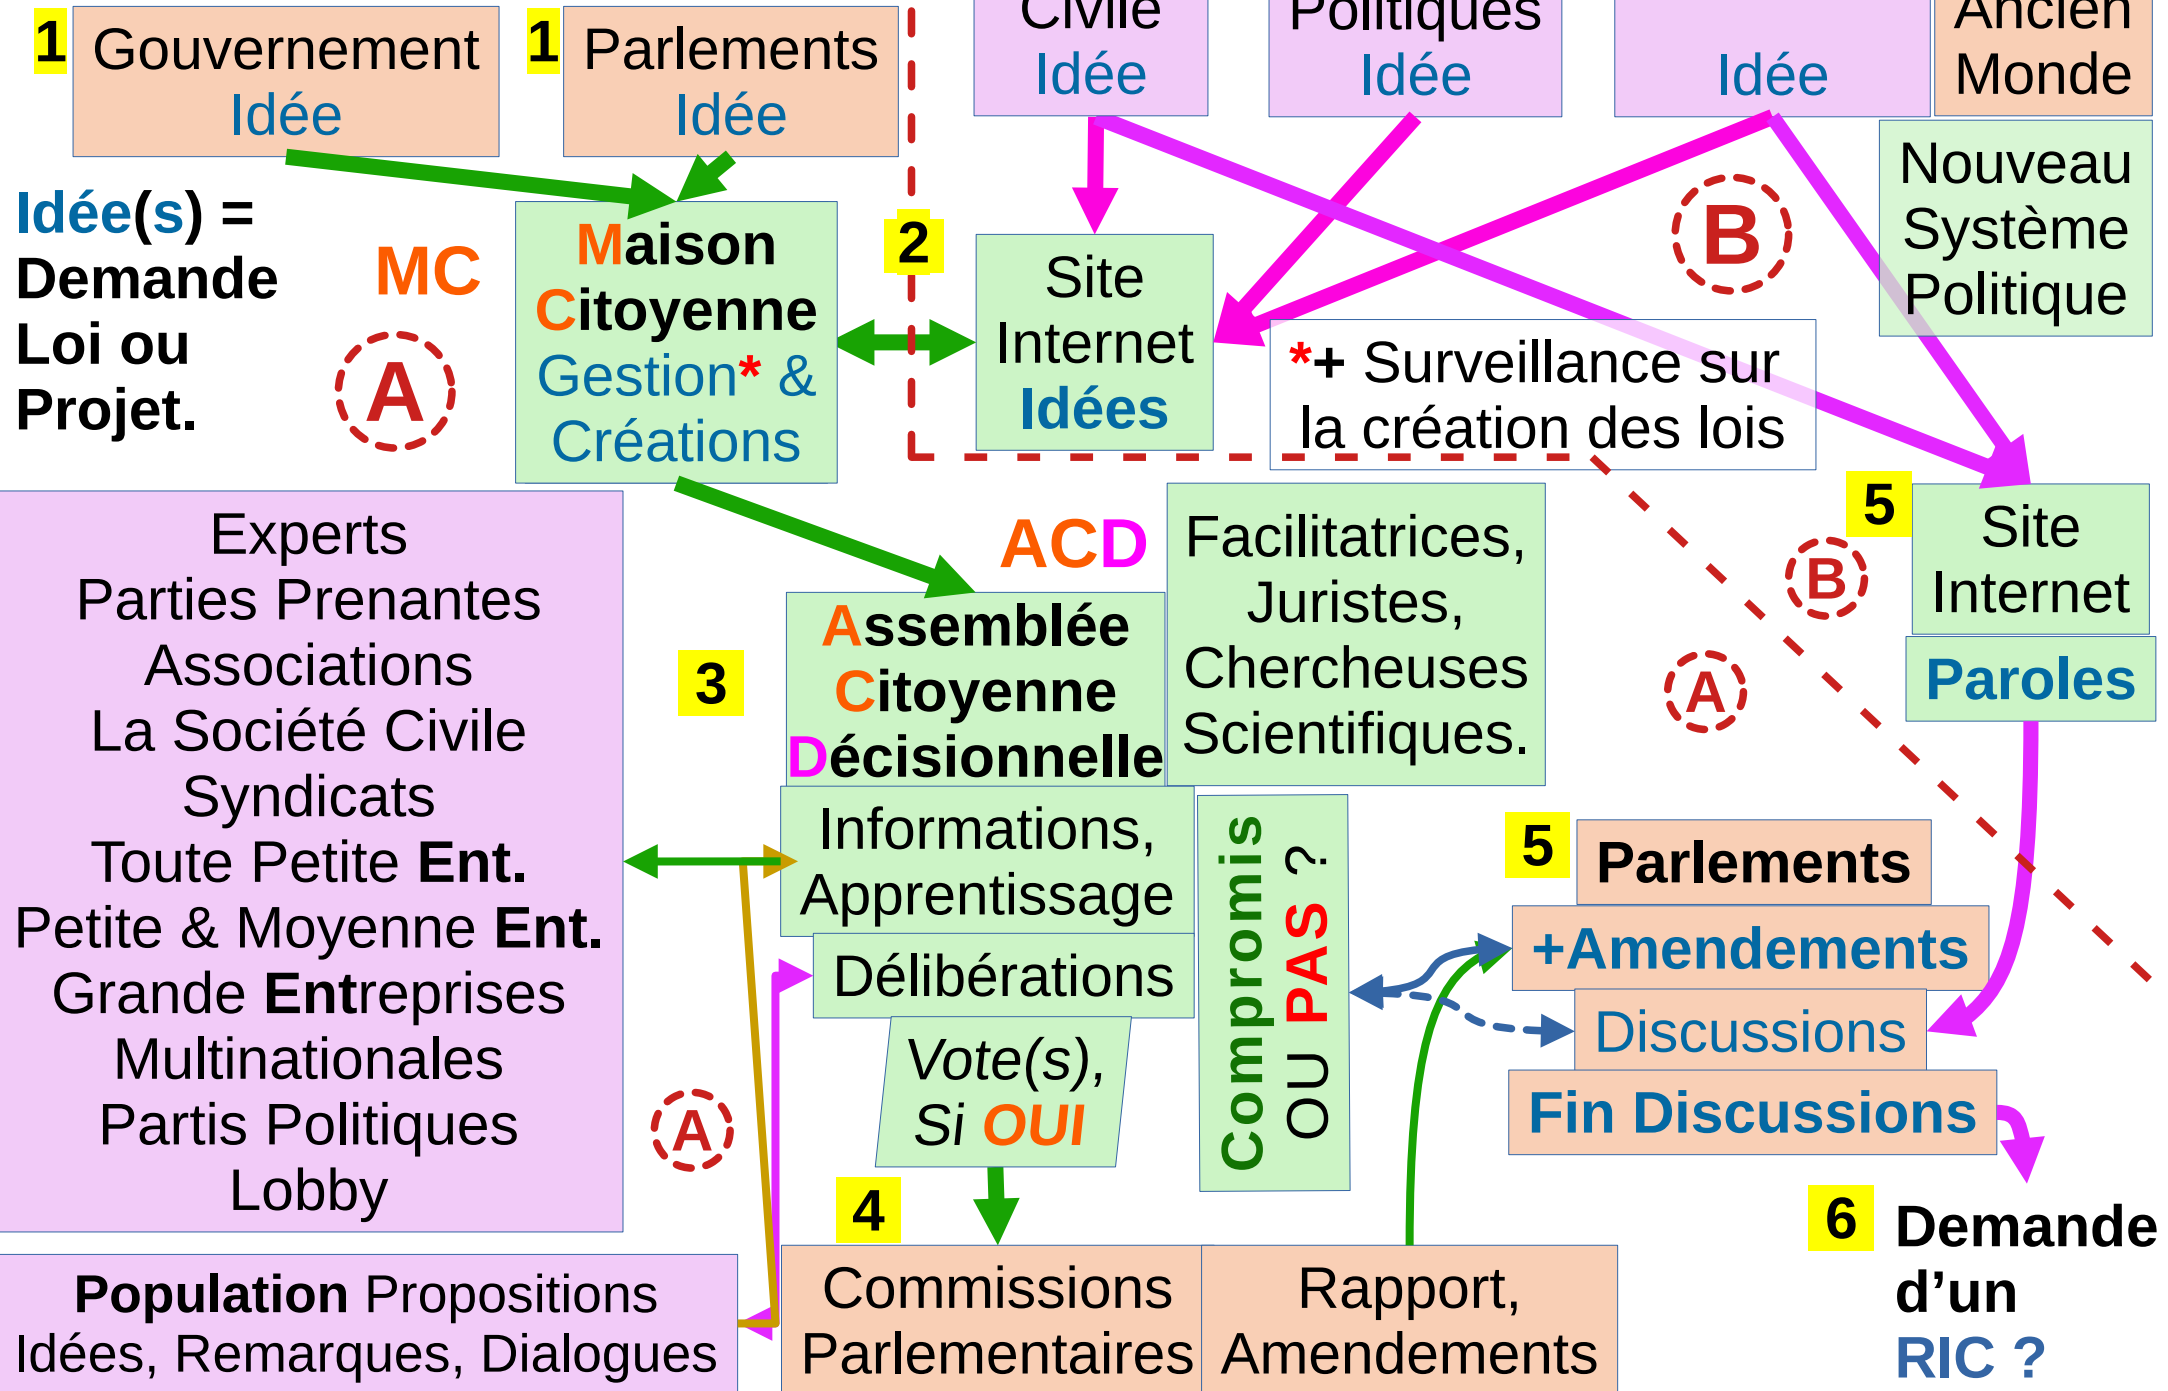 1
Gouvernement
Idée
1
Parlements
Idée
Civile
Idée
Politiques
Idée
Idée
Ancien
Monde
Nouveau
Système
Politique
Idée(s) =
Demande
Loi ou
Projet.
MC
A
Maison
Citoyenne
Gestion* &
Créations
2
Site
Internet
Idées
B
*+ Surveillance sur
la création des lois
5
Site
Internet
Paroles
B
A
Experts
Parties Prenantes
Associations
La Société Civile
Syndicats
Toute Petite Ent.
Petite & Moyenne Ent.
Grande Entreprises
Multinationales
Partis Politiques
Lobby
3
ACD
Assemblée
Citoyenne
Décisionnelle
Facilitatrices,
Juristes,
Chercheuses
Scientifiques.
Informations,
Apprentissage
Délibérations
Vote(s),
Si OUI
Compromis
OU PAS ?
5
Parlements
+Amendements
Discussions
Fin Discussions
A
4
Commissions
Parlementaires
Rapport,
Amendements
6
Demande
d’un
RIC ?
Population Propositions
Idées, Remarques, Dialogues